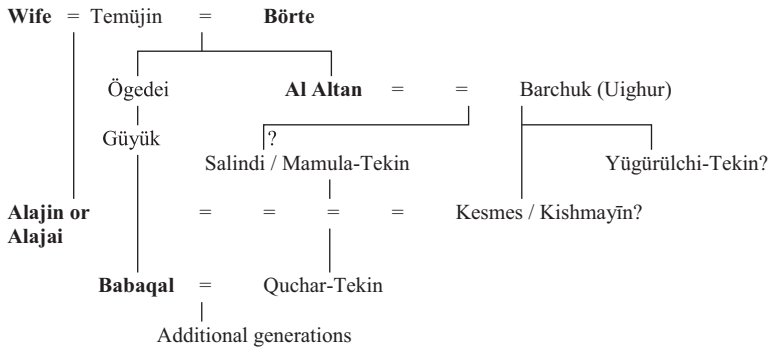 Wife = Temüjin = Börte
Ögedei Al Altan = = Barchuk (Uighur)
Güyük ?
Salindi / Mamula-Tekin Yügürülchi-Tekin?
Alajin or = = = = Kesmes / Kishmayīn?
Alajai
Babaqal = Quchar-Tekin
Additional generations